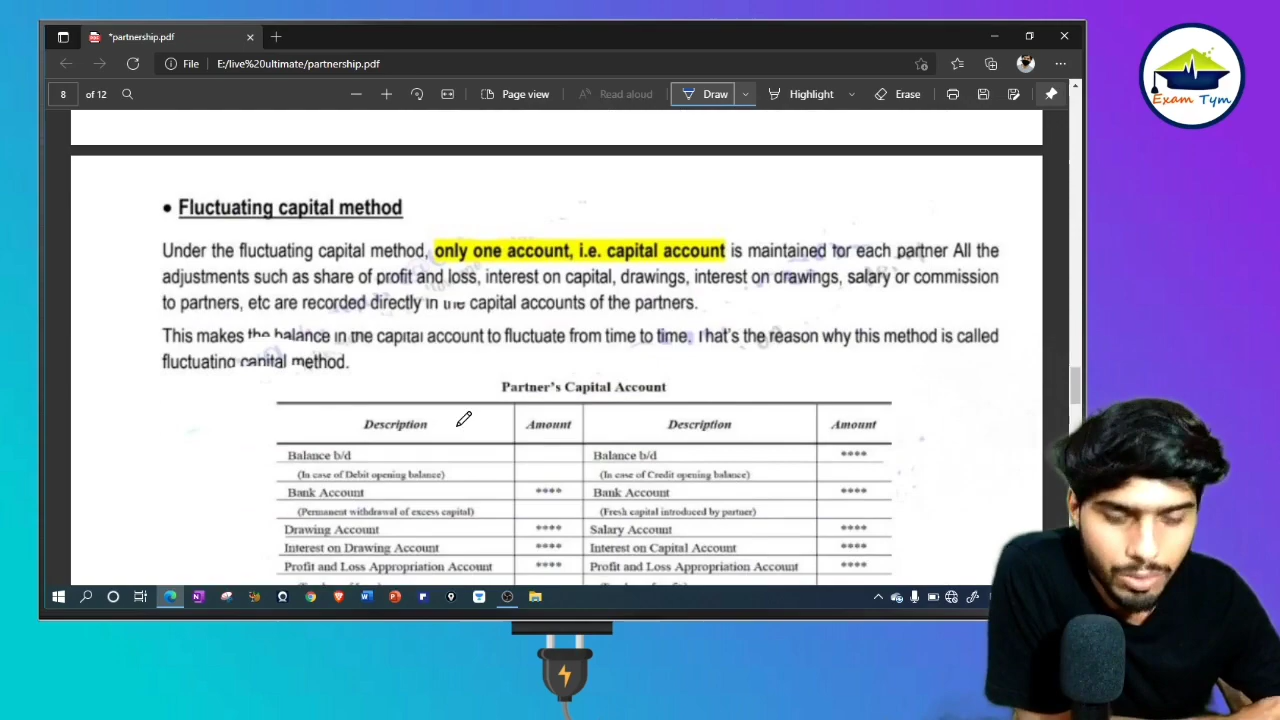 *partnership.pdf
File E:/live%20ultimate/partnership.pdf
8 of 12 Page view Read aloud Draw Highlight Erase
Exam Tym
• Fluctuating capital method
Under the fluctuating capital method, only one account, i.e. capital account is maintained for each partner All the
adjustments such as share of profit and loss, interest on capital, drawings, interest on drawings, salary or commission
to partners, etc are recorded directly in the capital accounts of the partners.
This makes the balance in the capital account to fluctuate from time to time. That's the reason why this method is called
fluctuating capital method.
Partner's Capital Account
Description Amount Description Amount
Balance b/d Balance b/d ****
(In case of Debit opening balance) (In case of Credit opening balance)
Bank Account **** Bank Account ****
(Permanent withdrawal of excess capital) (Fresh capital introduced by partner)
Drawing Account **** Salary Account ****
Interest on Drawing Account **** Interest on Capital Account ****
Profit and Loss Appropriation Account **** Profit and Loss Appropriation Account ****